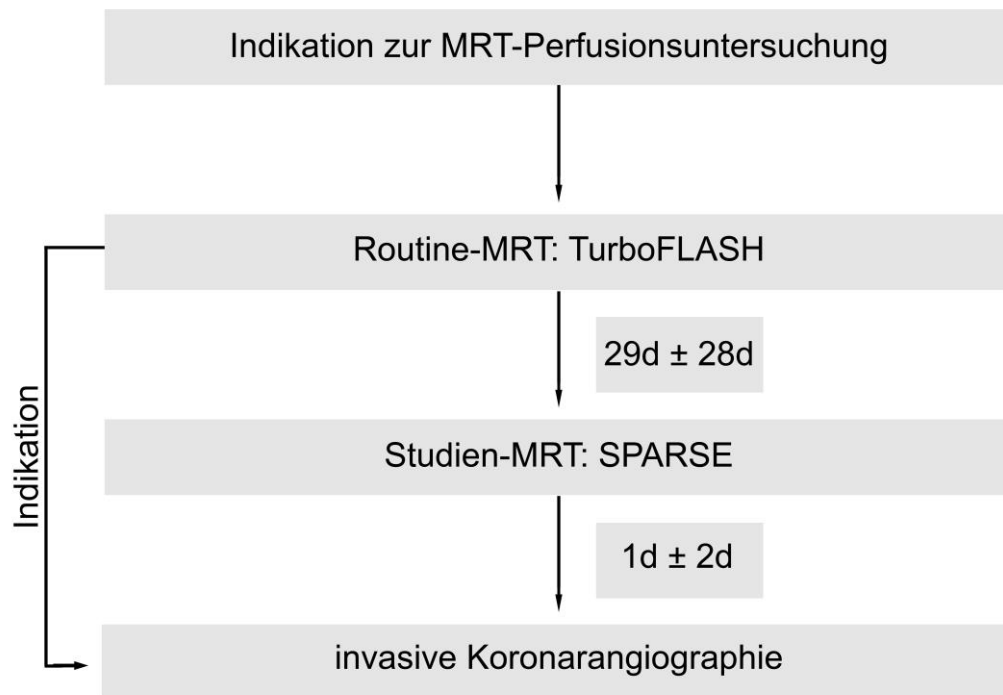 Indikation zur MRT-Perfusionsuntersuchung
Routine-MRT: TurboFLASH
29d ± 28d
Indikation
Studien-MRT: SPARSE
1d ± 2d
invasive Koronarangiographie